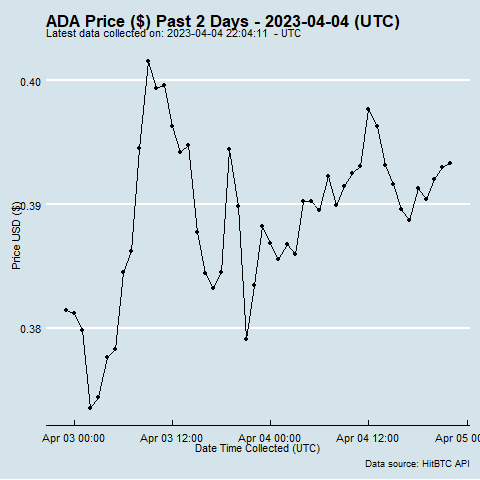 ADA Price ($) Past 2 Days - 2023-04-04 (UTC)
Latest data collected on: 2023-04-04 22:04:11 - UTC
0.40
0.39
0.38
Price USD ($)
Apr 03 00:00
Apr 03 12:00
Apr 04 00:00
Apr 04 12:00
Apr 05 00
Date Time Collected (UTC)
Data source: HitBTC API